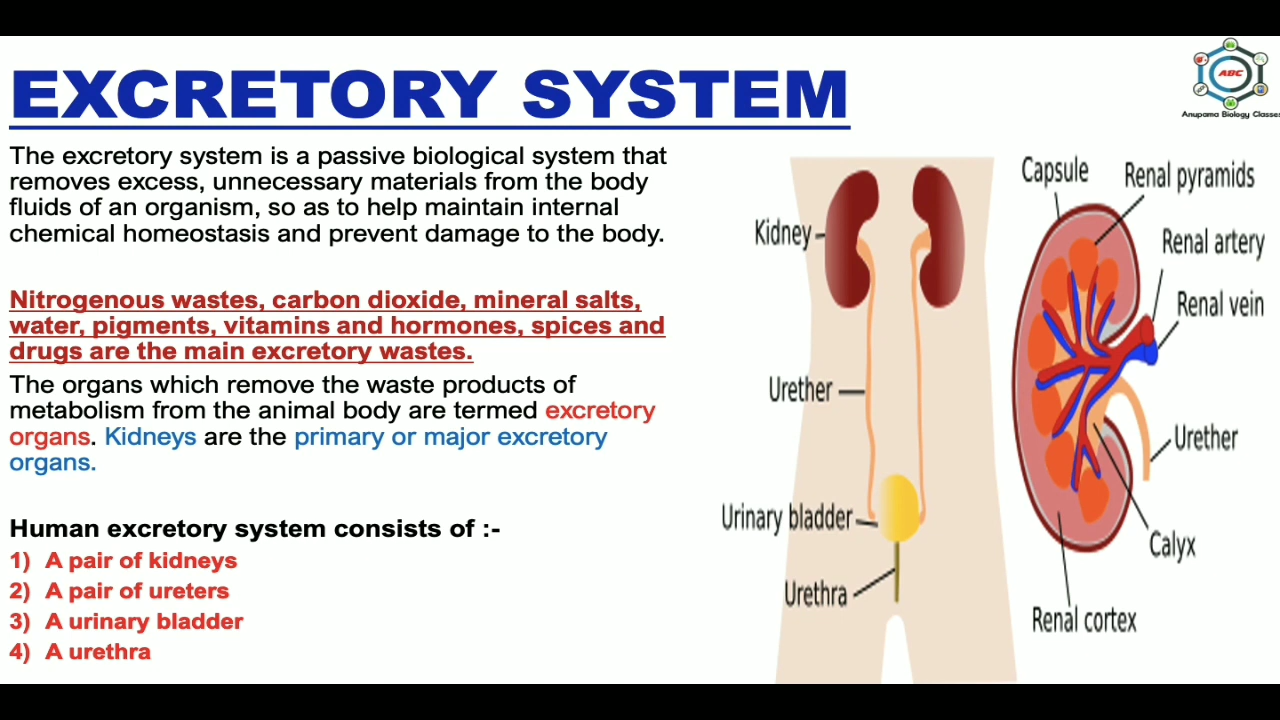 EXCRETORY SYSTEM
ABC
Anupama Biology Classes
The excretory system is a passive biological system that
removes excess, unnecessary materials from the body
fluids of an organism, so as to help maintain internal
chemical homeostasis and prevent damage to the body.
Nitrogenous wastes, carbon dioxide, mineral salts,
water, pigments, vitamins and hormones, spices and
drugs are the main excretory wastes.
The organs which remove the waste products of
metabolism from the animal body are termed excretory
organs. Kidneys are the primary or major excretory
organs.
Human excretory system consists of :-
1) A pair of kidneys
2) A pair of ureters
3) A urinary bladder
4) A urethra
Kidney
Urether
Urinary bladder
Urethra
Capsule
Renal pyramids
Renal artery
Renal vein
Urether
Calyx
Renal cortex